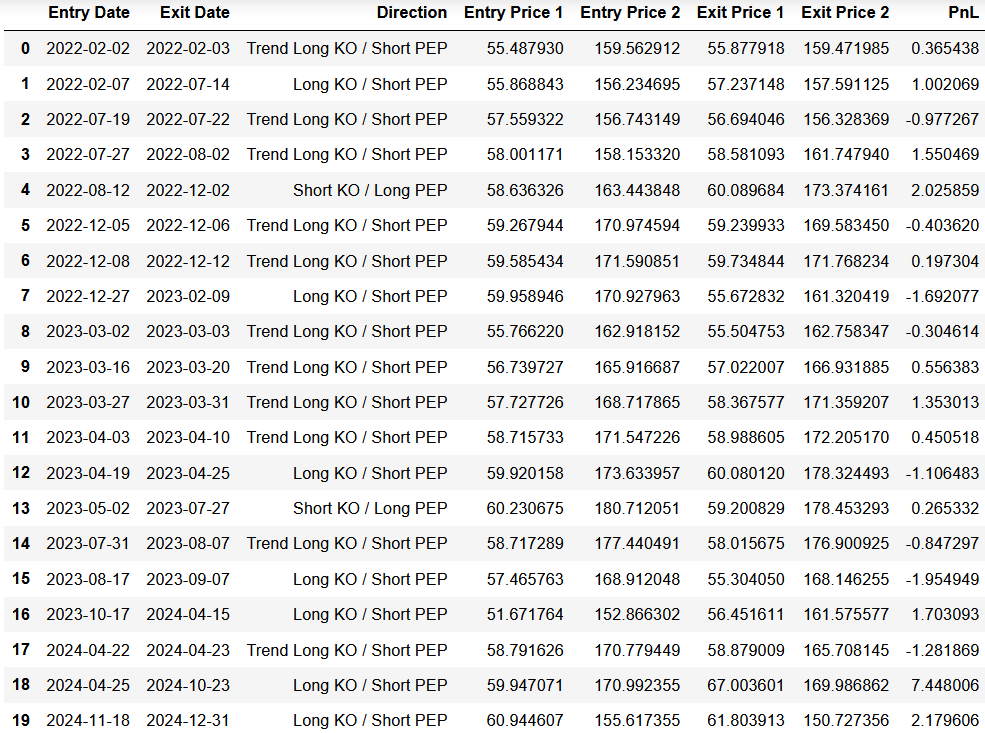 Entry Date Exit Date Direction Entry Price 1 Entry Price 2 Exit Price 1 Exit Price 2 PnL
0 2022-02-02 2022-02-03 Trend Long KO / Short PEP 55.487930 159.562912 55.877918 159.471985 0.365438
1 2022-02-07 2022-07-14 Long KO / Short PEP 55.868843 156.234695 57.237148 157.591125 1.002069
2 2022-07-19 2022-07-22 Trend Long KO / Short PEP 57.559322 156.743149 56.694046 156.328369 -0.977267
3 2022-07-27 2022-08-02 Trend Long KO / Short PEP 58.001171 158.153320 58.581093 161.747940 1.550469
4 2022-08-12 2022-12-02 Short KO / Long PEP 58.636326 163.443848 60.089684 173.374161 2.025859
5 2022-12-05 2022-12-06 Trend Long KO / Short PEP 59.267944 170.974594 59.239933 169.583450 -0.403620
6 2022-12-08 2022-12-12 Trend Long KO / Short PEP 59.585434 171.590851 59.734844 171.768234 0.197304
7 2022-12-27 2023-02-09 Long KO / Short PEP 59.958946 170.927963 55.672832 161.320419 -1.692077
8 2023-03-02 2023-03-03 Trend Long KO / Short PEP 55.766220 162.918152 55.504753 162.758347 -0.304614
9 2023-03-16 2023-03-20 Trend Long KO / Short PEP 56.739727 165.916687 57.022007 166.931885 0.556383
10 2023-03-27 2023-03-31 Trend Long KO / Short PEP 57.727726 168.717865 58.367577 171.359207 1.353013
11 2023-04-03 2023-04-10 Trend Long KO / Short PEP 58.715733 171.547226 58.988605 172.205170 0.450518
12 2023-04-19 2023-04-25 Long KO / Short PEP 59.920158 173.633957 60.080120 178.324493 -1.106483
13 2023-05-02 2023-07-27 Short KO / Long PEP 60.230675 180.712051 59.200829 178.453293 0.265332
14 2023-07-31 2023-08-07 Trend Long KO / Short PEP 58.717289 177.440491 58.015675 176.900925 -0.847297
15 2023-08-17 2023-09-07 Long KO / Short PEP 57.465763 168.912048 55.304050 168.146255 -1.954949
16 2023-10-17 2024-04-15 Long KO / Short PEP 51.671764 152.866302 56.451611 161.575577 1.703093
17 2024-04-22 2024-04-23 Trend Long KO / Short PEP 58.791626 170.779449 58.879009 165.708145 -1.281869
18 2024-04-25 2024-10-23 Long KO / Short PEP 59.947071 170.992355 67.003601 169.986862 7.448006
19 2024-11-18 2024-12-31 Long KO / Short PEP 60.944607 155.617355 61.803913 150.727356 2.179606